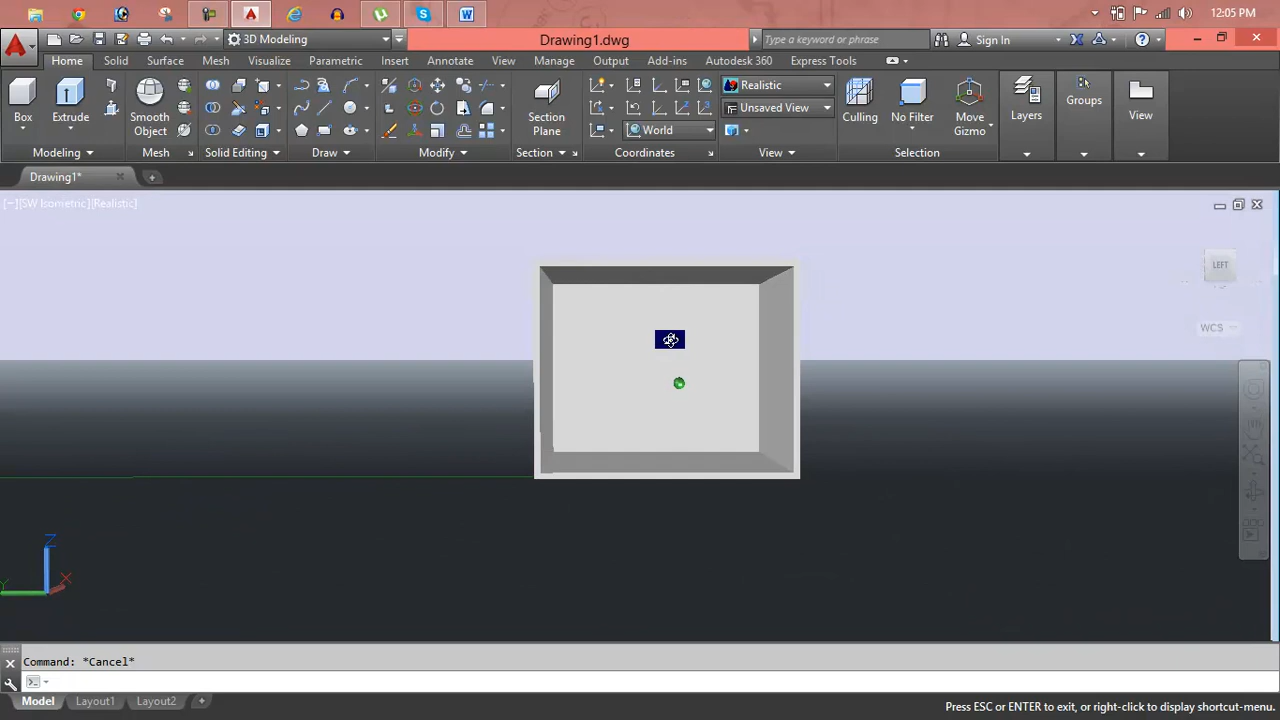 12:05 PM
3D Modeling
Drawing1.dwg
Type a keyword or phrase
Sign In
Home
Solid
Surface
Mesh
Visualize
Parametric
Insert
Annotate
View
Manage
Output
Add-ins
Autodesk 360
Express Tools
Box
Extrude
Smooth
Object
Section
Plane
Realistic
Unsaved View
World
Culling
No Filter
Move
Gizmo
Layers
Groups
View
Modeling
Mesh
Solid Editing
Draw
Modify
Section
Coordinates
View
Selection
Drawing1*
[−][SW Isometric][Realistic]
LEFT
WCS
Z
X
Y
Command: *Cancel*
Model
Layout1
Layout2
Press ESC or ENTER to exit, or right-click to display shortcut-menu.